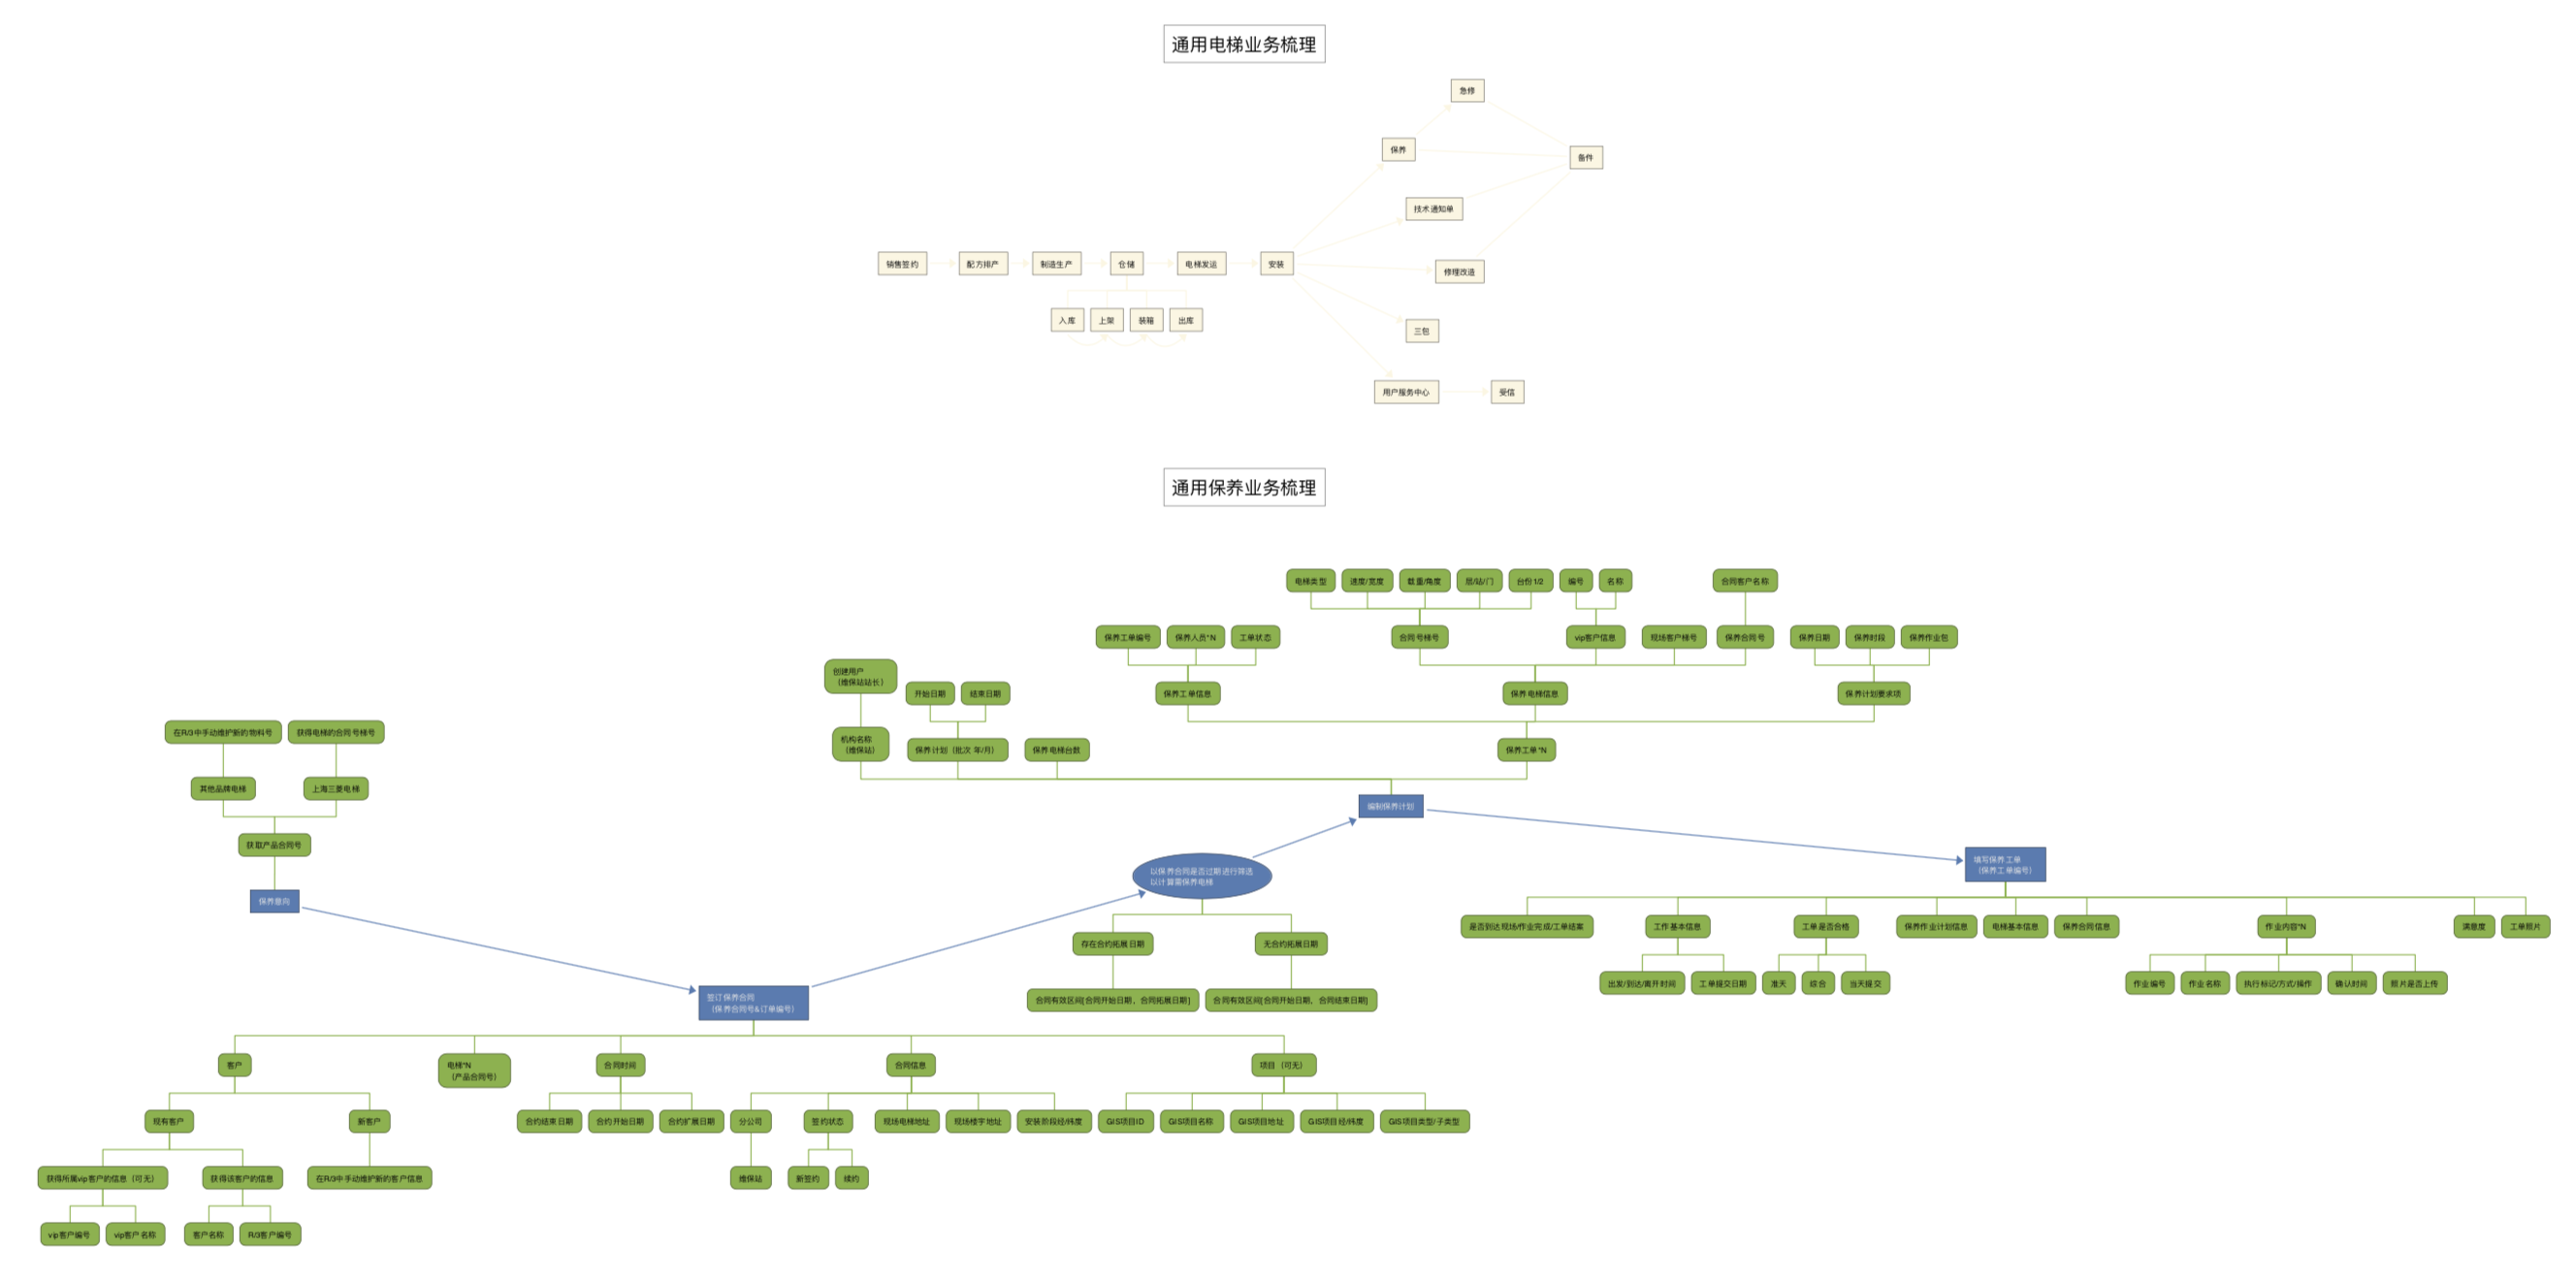 通用电梯业务梳理
急修
保养
备件
技术通知单
销售签约
配方排产
制造生产
仓储
电梯发运
安装
修理改造
入库
上架
装箱
出库
三包
用户服务中心
受信
通用保养业务梳理
电梯类型
速度/宽度
载重/角度
层/站/门
台份1/2
编号
名称
合同客户名称
保养工单编号
保养人员*N
工单状态
合同号梯号
vip客户信息
现场客户梯号
保养合同号
保养日期
保养时段
保养作业包
创建用户
（维保站站长）
开始日期
结束日期
保养工单信息
保养电梯信息
保养计划要求项
在R/3中手动维护新的物料号
获得电梯的合同号梯号
机构名称
（维保站）
保养计划（批次 年/月）
保养电梯台数
保养工单*N
其他品牌电梯
上海三菱电梯
编制保养计划
获取产品合同号
以保养合同是否过期进行筛选
以计算需保养电梯
填写保养工单
（保养工单编号）
保养意向
是否到达现场/作业完成/工单结案
工作基本信息
工单是否合格
保养作业计划信息
电梯基本信息
保养合同信息
作业内容*N
满意度
工单照片
存在合约拓展日期
无合约拓展日期
出发/到达/离开时间
工单提交日期
准天
综合
当天提交
作业编号
作业名称
执行标记/方式/操作
确认时间
照片是否上传
签订保养合同
（保养合同号&订单编号）
合同有效区间[合同开始日期，合同拓展日期]
合同有效区间[合同开始日期，合同结束日期]
客户
电梯*N
（产品合同号）
合同时间
合同信息
项目（可无）
现有客户
新客户
合约结束日期
合约开始日期
合约扩展日期
分公司
签约状态
现场电梯地址
现场楼宇地址
安装阶段经/纬度
GIS项目ID
GIS项目名称
GIS项目地址
GIS项目经/纬度
GIS项目类型/子类型
获得所属vip客户的信息（可无）
获得该客户的信息
在R/3中手动维护新的客户信息
维保站
新签约
续约
vip客户编号
vip客户名称
客户名称
R/3客户编号